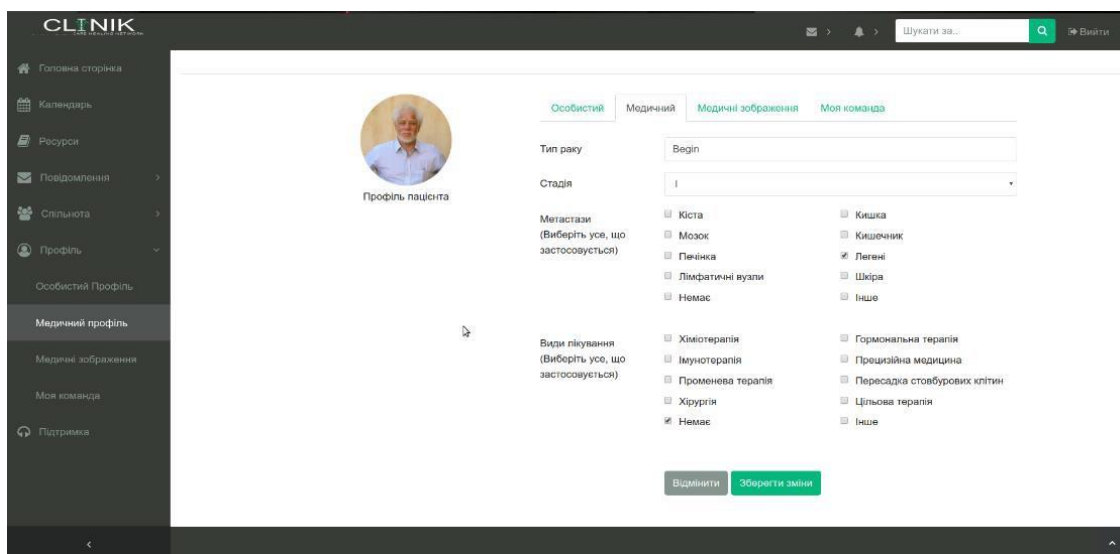 CLINIK
Шукати за...
Вийти
Головна сторінка
Календарь
Ресурси
Повідомлення
Спільнота
Профіль
Особистий Профіль
Медичний профіль
Медичні зображення
Моя команда
Підтримка
Профіль пацієнта
Особистий Медичний Медичні зображення Моя команда
Тип раку Begin
Стадія I
Метастази
(Виберіть усе, що
застосовується)
Кіста Кишка
Мозок Кишечник
Печінка Легені
Лімфатичні вузли Шкіра
Немає Інше
Види лікування
(Виберіть усе, що
застосовується)
Хіміотерапія Гормональна терапія
Імунотерапія Прецизійна медицина
Променева терапія Пересадка стовбурових клітин
Хірургія Цільова терапія
Немає Інше
Відмінити Зберегти зміни